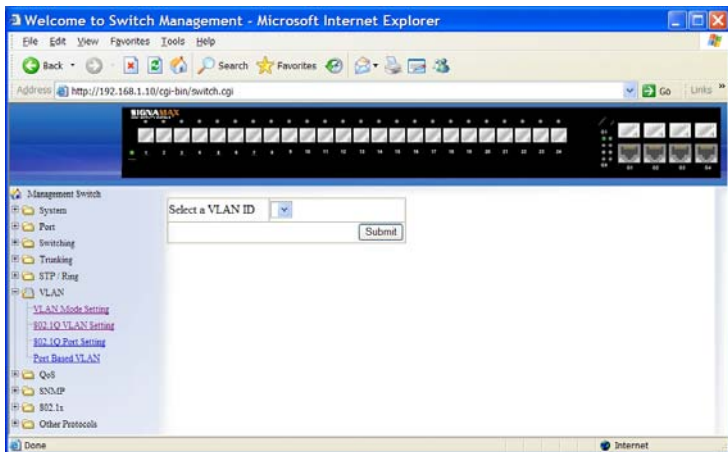 Welcome to Switch Management - Microsoft Internet Explorer
File Edit View Favorites Tools Help
Back Search Favorites
Address http://192.168.1.10/cgi-bin/switch.cgi Go Links »
SIGNAMAX
Management Switch
System
Port
Switching
Trunking
STP / Ring
VLAN
VLAN Mode Setting
802.1Q VLAN Setting
802.1Q Port Setting
Port Based VLAN
QoS
SNMP
802.1x
Other Protocols
Select a VLAN ID
Submit
Done Internet